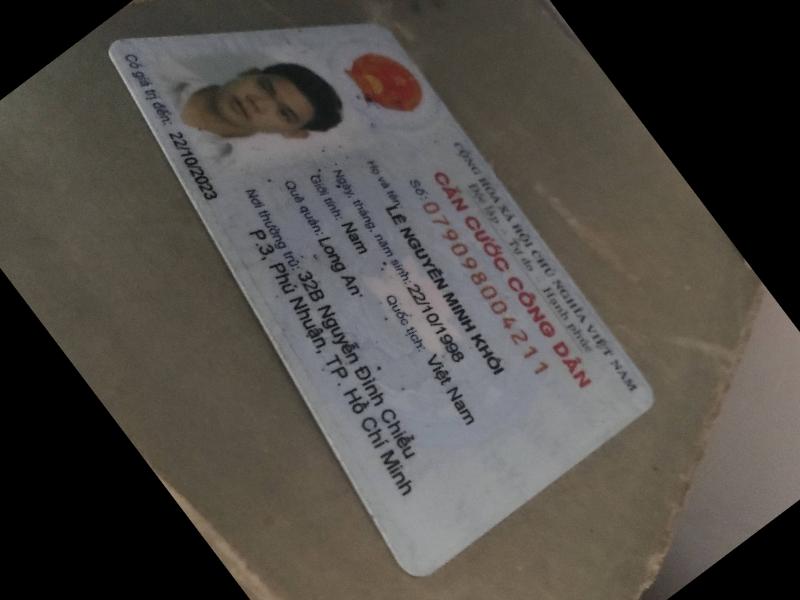 CỘNG HÒA XÃ HỘI CHỦ NGHĨA VIỆT NAM
Độc lập - Tự do - Hạnh phúc
CĂN CƯỚC CÔNG DÂN
Số: 079098004211
Họ và tên: LÊ NGUYỄN MINH KHÔI
Ngày, tháng, năm sinh: 22/10/1998
Giới tính: Nam Quốc tịch: Việt Nam
Quê quán: Long An
Nơi thường trú: 32B Nguyễn Đình Chiểu
P.3, Phú Nhuận, TP. Hồ Chí Minh
Có giá trị đến: 22/10/2023